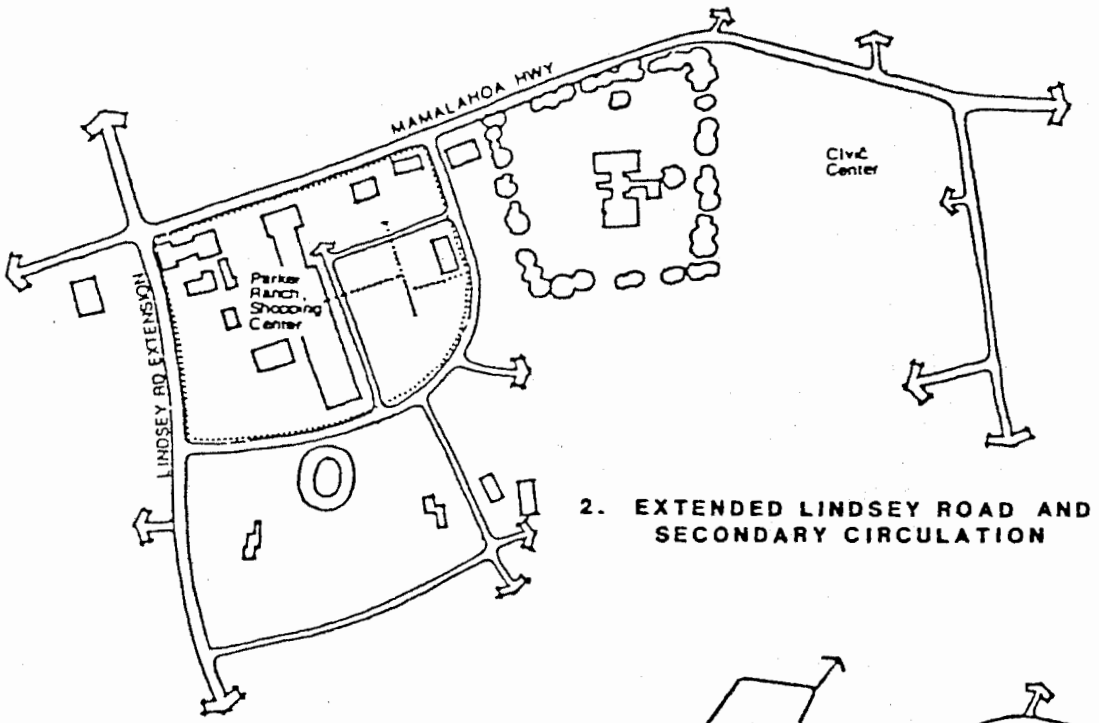 MAMALAHOA HWY
Civic
Center
Parker
Ranch
Shopping
Center
LINDSEY RD EXTENSION
2. EXTENDED LINDSEY ROAD AND
SECONDARY CIRCULATION